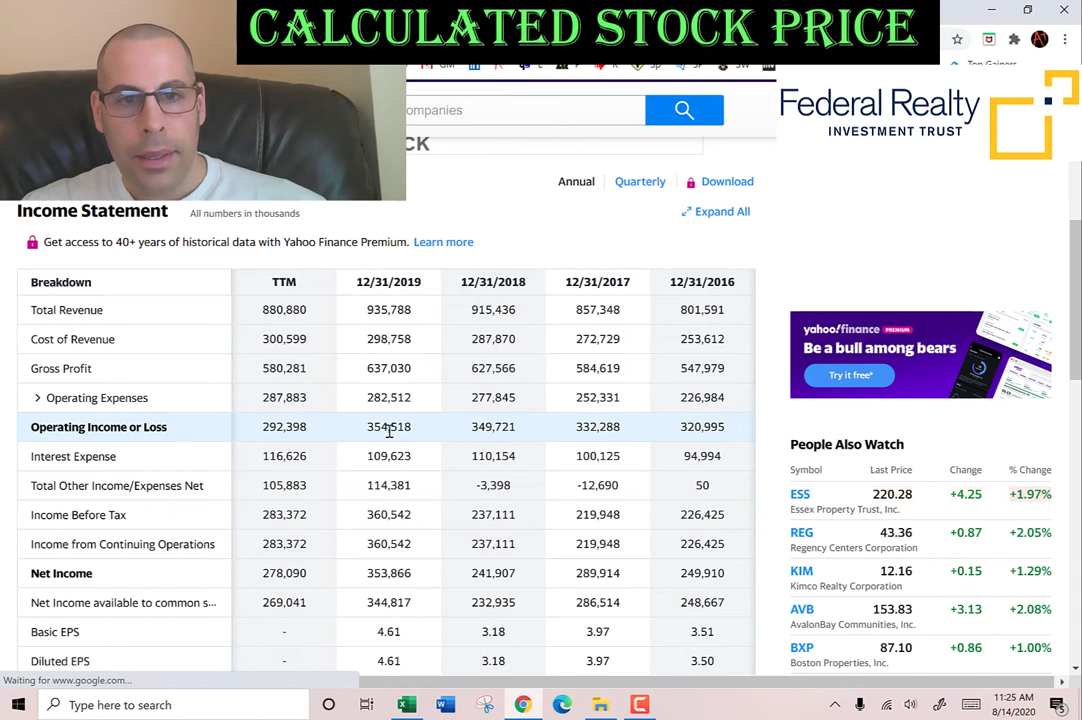 CALCULATED STOCK PRICE
Top Gainers
ompanies
Federal Realty
INVESTMENT TRUST
CK
Annual Quarterly Download
Income Statement All numbers in thousands
Expand All
Get access to 40+ years of historical data with Yahoo Finance Premium. Learn more
Breakdown TTM 12/31/2019 12/31/2018 12/31/2017 12/31/2016
Total Revenue 880,880 935,788 915,436 857,348 801,591
Cost of Revenue 300,599 298,758 287,870 272,729 253,612
Gross Profit 580,281 637,030 627,566 584,619 547,979
Operating Expenses 287,883 282,512 277,845 252,331 226,984
Operating Income or Loss 292,398 354,518 349,721 332,288 320,995
Interest Expense 116,626 109,623 110,154 100,125 94,994
Total Other Income/Expenses Net 105,883 114,381 -3,398 -12,690 50
Income Before Tax 283,372 360,542 237,111 219,948 226,425
Income from Continuing Operations 283,372 360,542 237,111 219,948 226,425
Net Income 278,090 353,866 241,907 289,914 249,910
Net Income available to common s... 269,041 344,817 232,935 286,514 248,667
Basic EPS - 4.61 3.18 3.97 3.51
Diluted EPS - 4.61 3.18 3.97 3.50
yahoo!finance PREMIUM
Be a bull among bears
Try it free*
People Also Watch
Symbol Last Price Change % Change
ESS 220.28 +4.25 +1.97%
Essex Property Trust, Inc.
REG 43.36 +0.87 +2.05%
Regency Centers Corporation
KIM 12.16 +0.15 +1.29%
Kimco Realty Corporation
AVB 153.83 +3.13 +2.08%
AvalonBay Communities, Inc.
BXP 87.10 +0.86 +1.00%
Boston Properties, Inc.
Waiting for www.google.com...
Type here to search
11:25 AM
8/14/2020
5